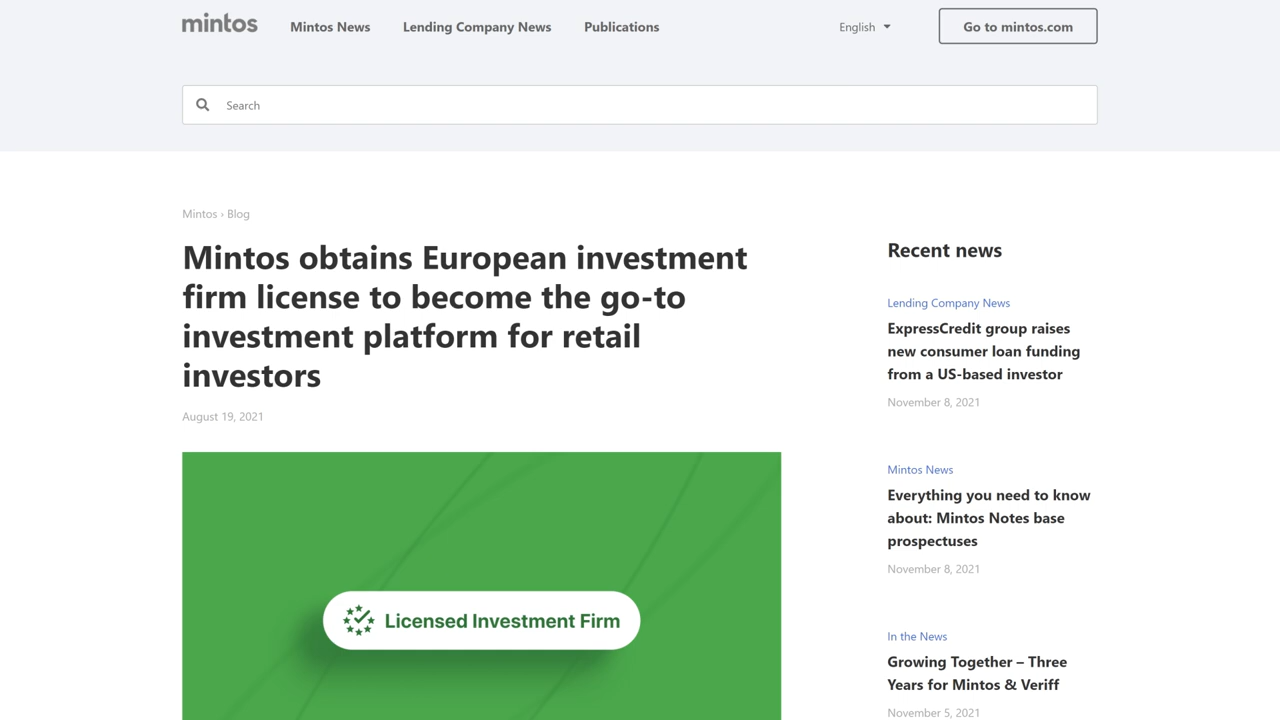 mintos
Mintos News
Lending Company News
Publications
English
Go to mintos.com
Search
Mintos › Blog
Mintos obtains European investment
firm license to become the go-to
investment platform for retail
investors
August 19, 2021
Licensed Investment Firm
Recent news
Lending Company News
ExpressCredit group raises
new consumer loan funding
from a US-based investor
November 8, 2021
Mintos News
Everything you need to know
about: Mintos Notes base
prospectuses
November 8, 2021
In the News
Growing Together – Three
Years for Mintos & Veriff
November 5, 2021